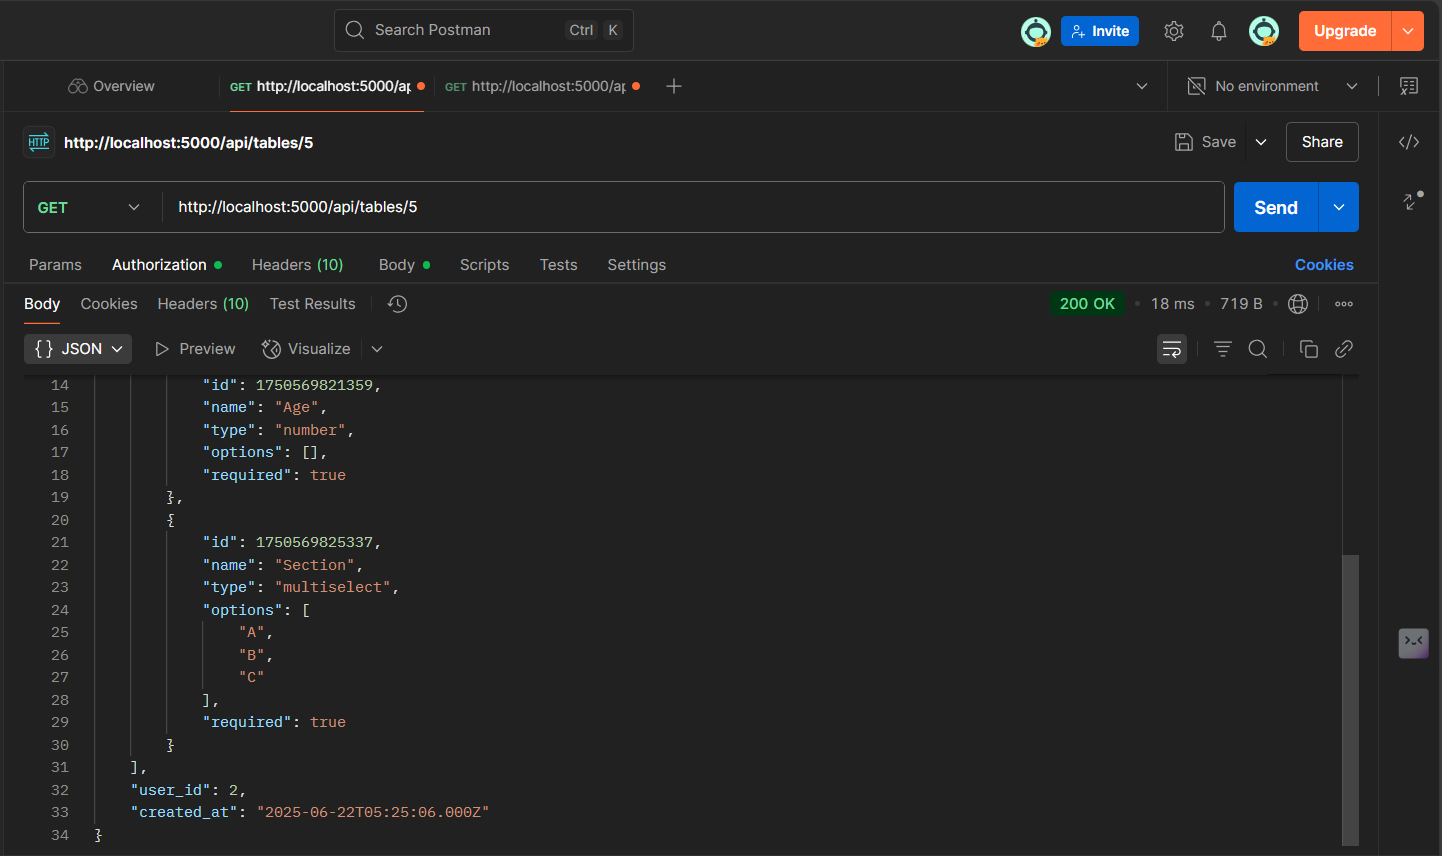 Search Postman Ctrl K Invite Upgrade
Overview GET http://localhost:5000/ap GET http://localhost:5000/ap No environment
HTTP http://localhost:5000/api/tables/5 Save Share
GET http://localhost:5000/api/tables/5 Send
Params Authorization Headers (10) Body Scripts Tests Settings Cookies
Body Cookies Headers (10) Test Results 200 OK 18 ms 719 B
{} JSON Preview Visualize
14 "id": 1750569821359,
15 "name": "Age",
16 "type": "number",
17 "options": [],
18 "required": true
19 },
20 {
21 "id": 1750569825337,
22 "name": "Section",
23 "type": "multiselect",
24 "options": [
25 "A",
26 "B",
27 "C"
28 ],
29 "required": true
30 }
31 ],
32 "user_id": 2,
33 "created_at": "2025-06-22T05:25:06.000Z"
34 }